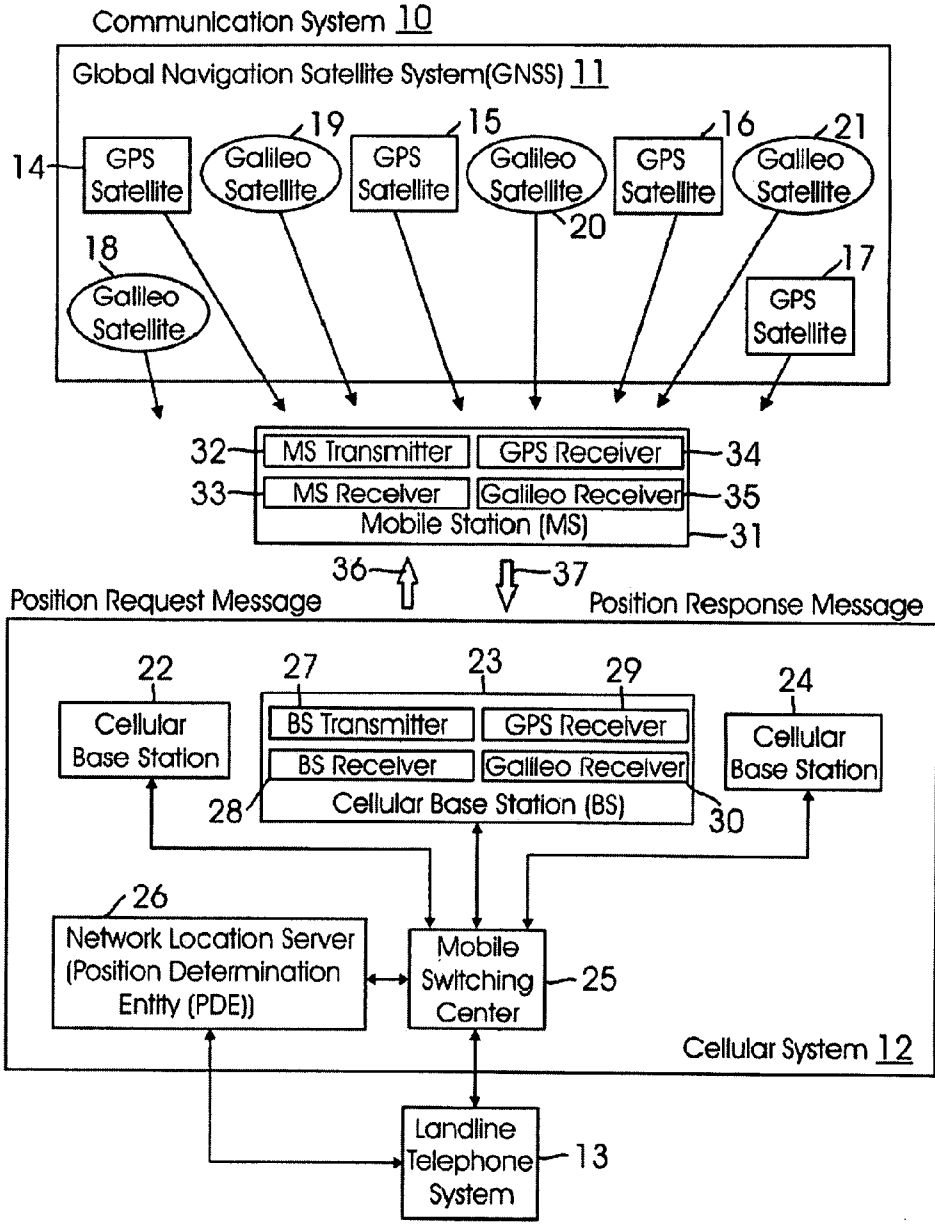 Communication System 10
Global Navigation Satellite System(GNSS) 11
19
15
16
21
14
GPS
Satellite
Galileo
Satellite
GPS
Satellite
Galileo
Satellite
GPS
Satellite
Galileo
Satellite
20
18
17
Galileo
Satellite
GPS
Satellite
32
MS Transmitter
GPS Receiver
34
33
MS Receiver
Galileo Receiver
35
Mobile Station (MS)
31
36
37
Position Request Message
Position Response Message
22
27
23
29
24
Cellular
Base Station
BS Transmitter
GPS Receiver
Cellular
Base Station
BS Receiver
Galileo Receiver
28
Cellular Base Station (BS)
30
26
Network Location Server
(Position Determination
Entity (PDE))
Mobile
Switching
Center
25
Cellular System 12
Landline
Telephone
System
13